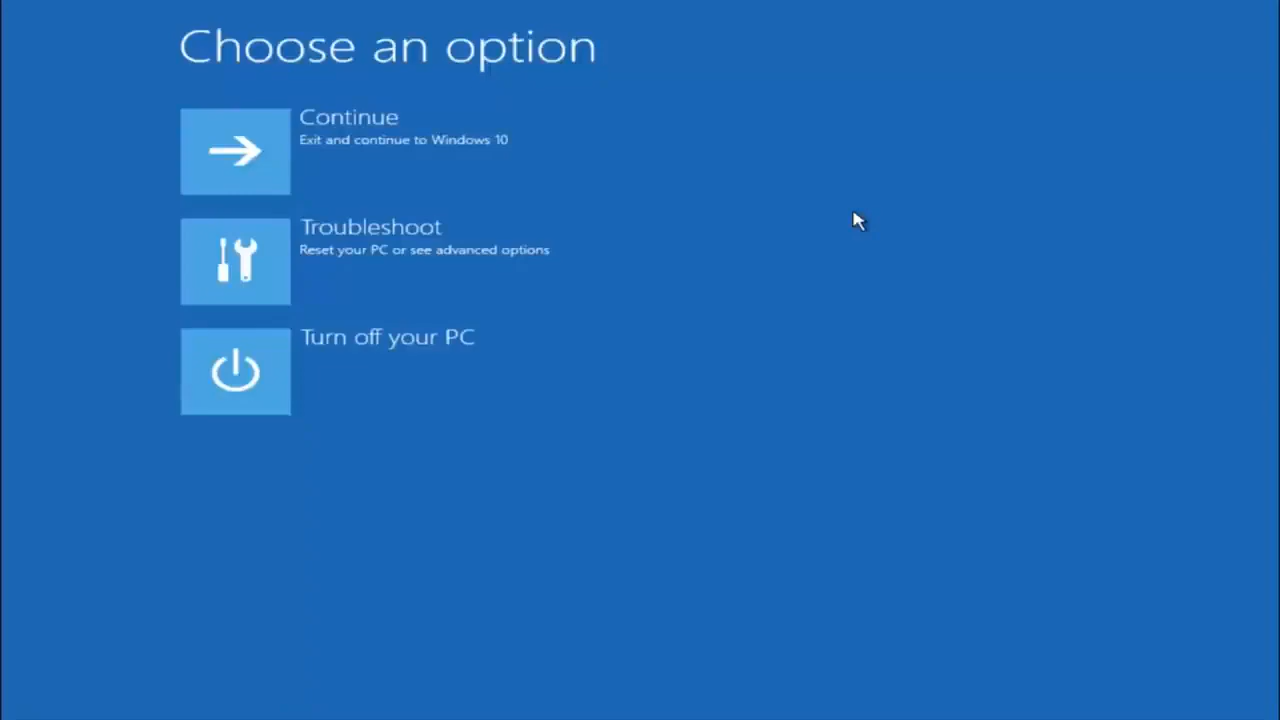 Choose an option
Continue
Exit and continue to Windows 10
Troubleshoot
Reset your PC or see advanced options
Turn off your PC